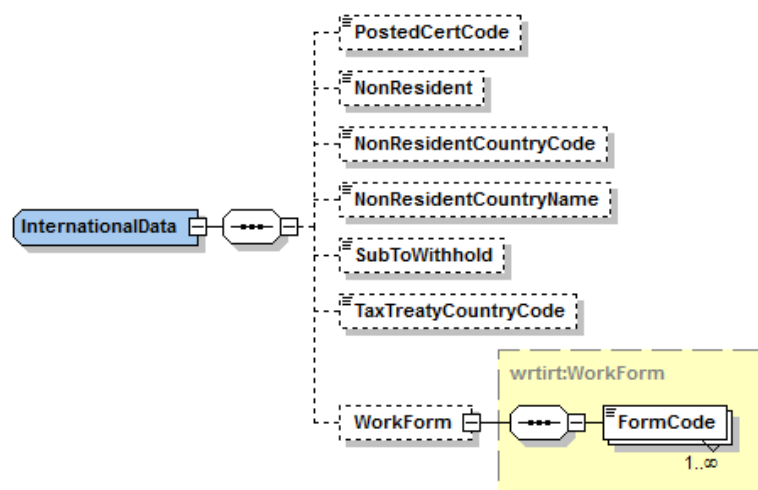 PostedCertCode
NonResident
NonResidentCountryCode
NonResidentCountryName
InternationalData
SubToWithhold
TaxTreatyCountryCode
wrtirt:WorkForm
WorkForm
FormCode
1..∞